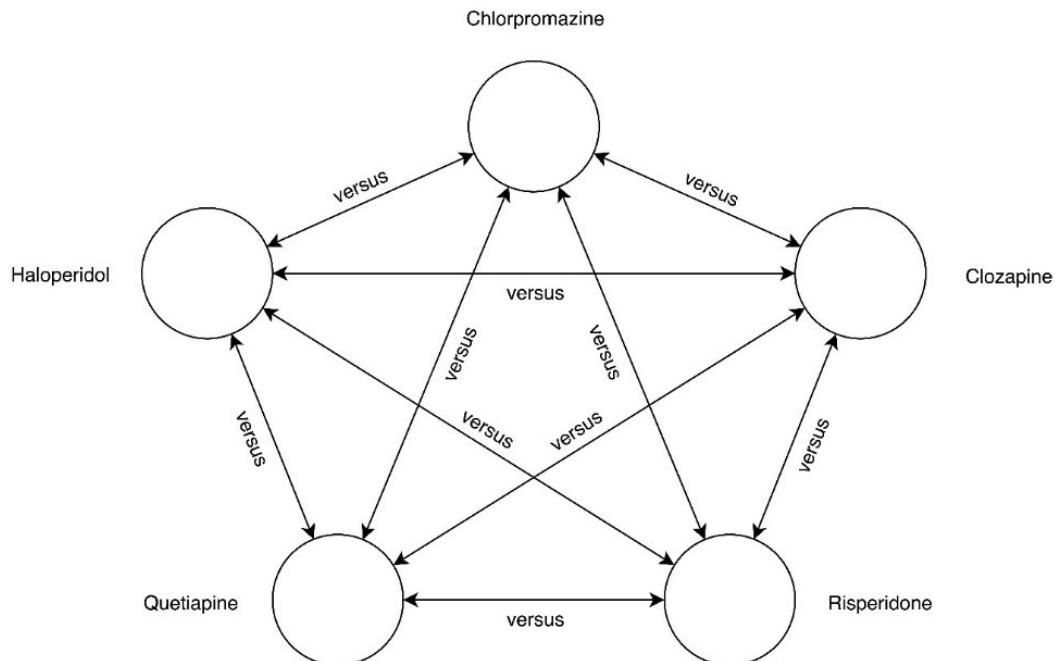 Chlorpromazine
versus
versus
Haloperidol
versus
Clozapine
versus
versus
versus
versus
versus
versus
Quetiapine
versus
Risperidone